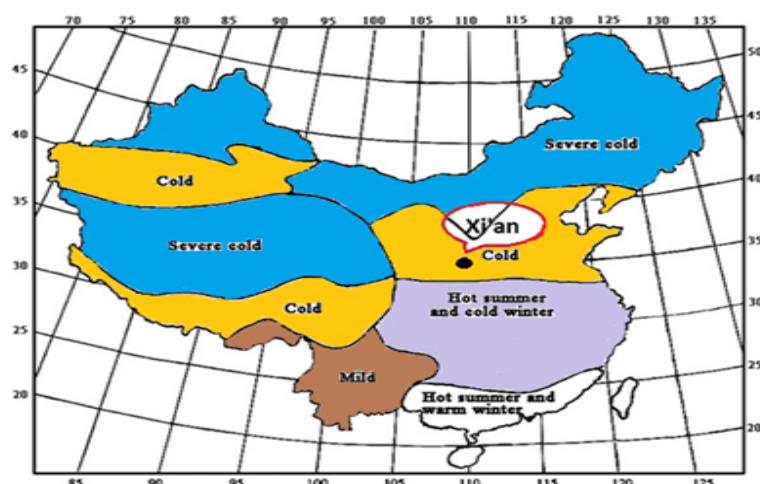 70 75 80 85 90 95 100 105 110 115 120 125 130 135
50
45
45
Severe cold
40
40
Cold
35
35
Xi'an
Severe cold
Cold
30
30
Hot summer
and cold winter
Cold
25
25
Mild
Hot summer and
warm winter
20
20
85 90 95 100 105 110 115 120 125